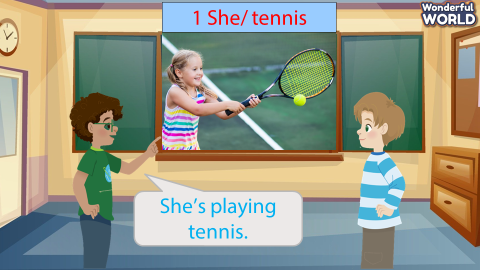 Wonderful
WORLD
1 She/ tennis
She's playing
tennis.